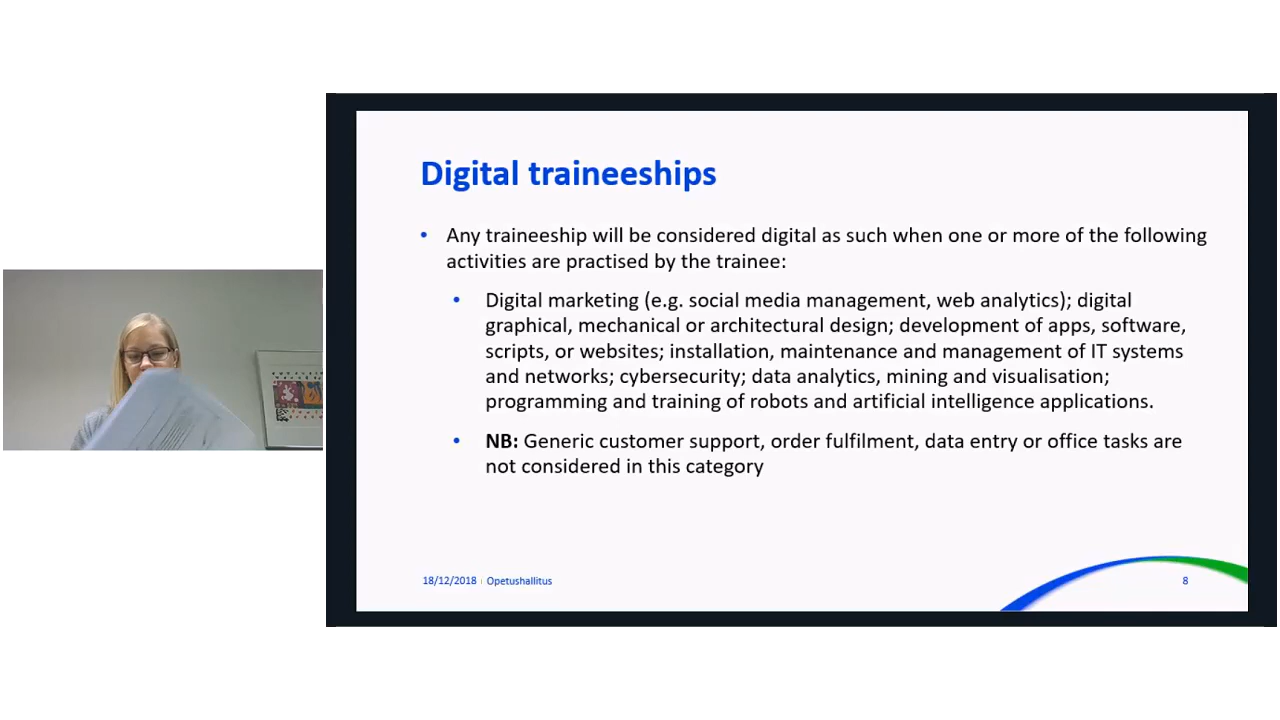 Digital traineeships
• Any traineeship will be considered digital as such when one or more of the following
activities are practised by the trainee:
• Digital marketing (e.g. social media management, web analytics); digital
graphical, mechanical or architectural design; development of apps, software,
scripts, or websites; installation, maintenance and management of IT systems
and networks; cybersecurity; data analytics, mining and visualisation;
programming and training of robots and artificial intelligence applications.
• NB: Generic customer support, order fulfilment, data entry or office tasks are
not considered in this category
18/12/2018 | Opetushallitus
8